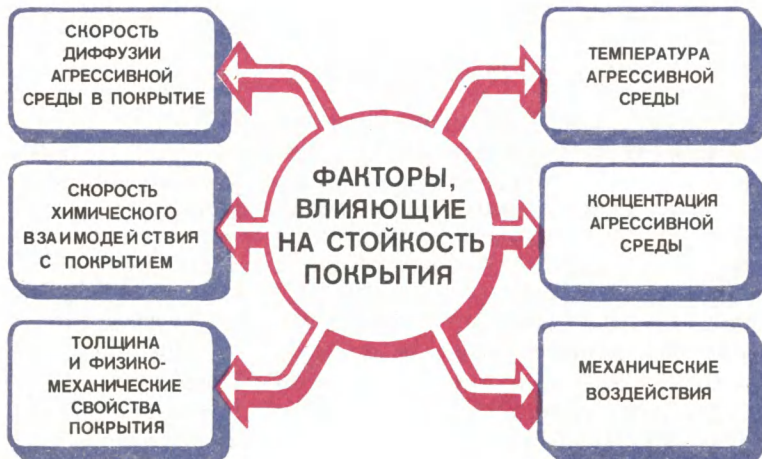 СКОРОСТЬ
ДИФФУЗИИ
АГРЕССИВНОЙ
СРЕДЫ В ПОКРЫТИЕ
СКОРОСТЬ
ХИМИЧЕСКОГО
ВЗАИМОДЕЙСТВИЯ
С ПОКРЫТИЕМ
ТОЛЩИНА
И ФИЗИКО-
МЕХАНИЧЕСКИЕ
СВОЙСТВА
ПОКРЫТИЯ
ФАКТОРЫ,
ВЛИЯЮЩИЕ
НА СТОЙКОСТЬ
ПОКРЫТИЯ
ТЕМПЕРАТУРА
АГРЕССИВНОЙ
СРЕДЫ
КОНЦЕНТРАЦИЯ
АГРЕССИВНОЙ
СРЕДЫ
МЕХАНИЧЕСКИЕ
ВОЗДЕЙСТВИЯ